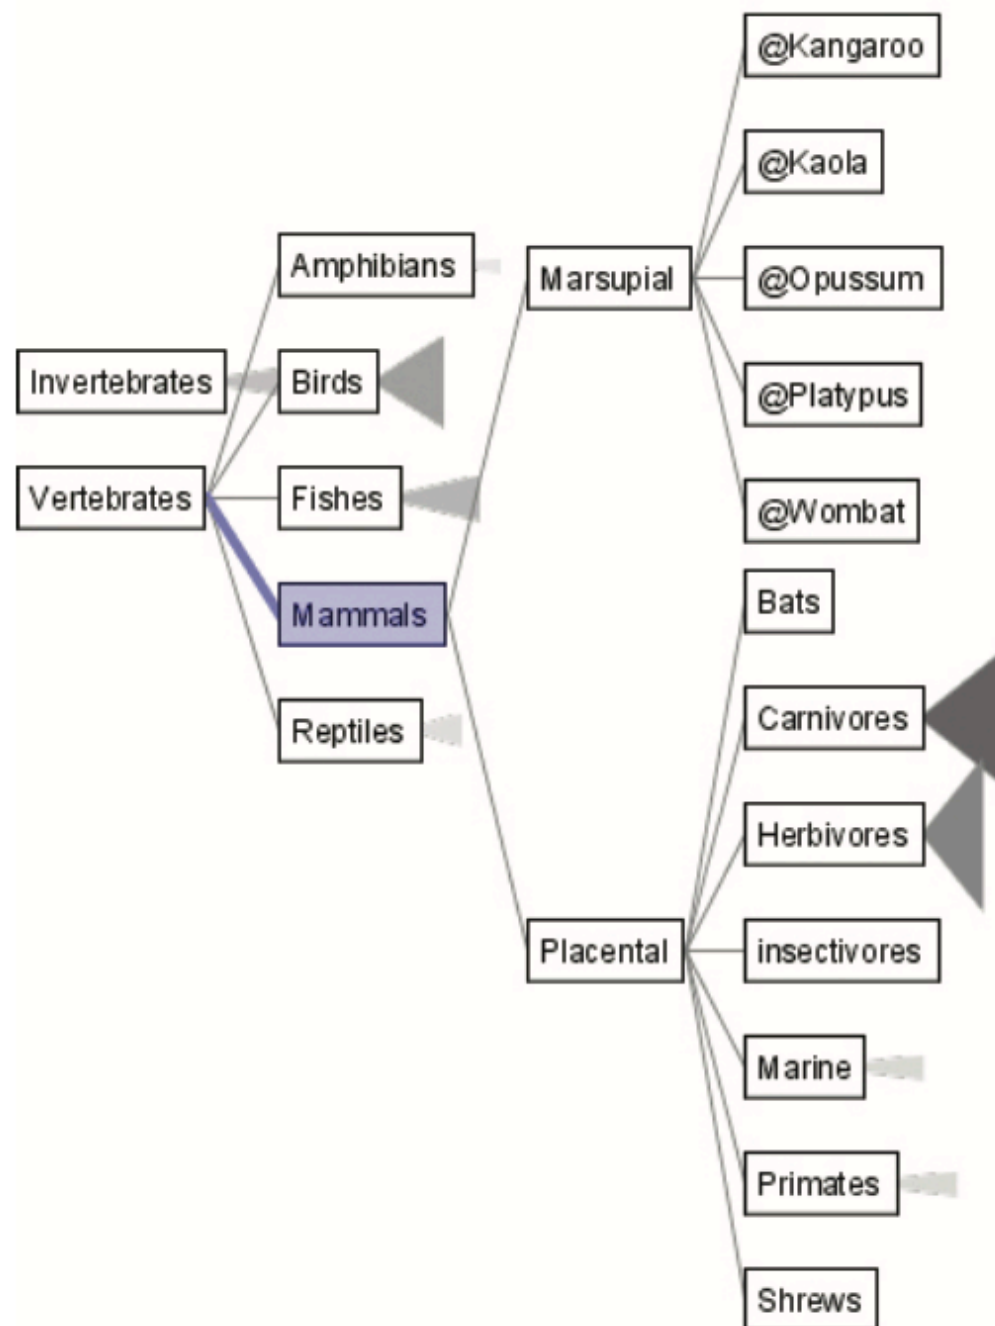 @Kangaroo
@Kaola
Amphibians
Marsupial
@Opussum
Invertebrates
Birds
@Platypus
Vertebrates
Fishes
@Wombat
Mammals
Bats
Reptiles
Carnivores
Herbivores
Placental
insectivores
Marine
Primates
Shrews